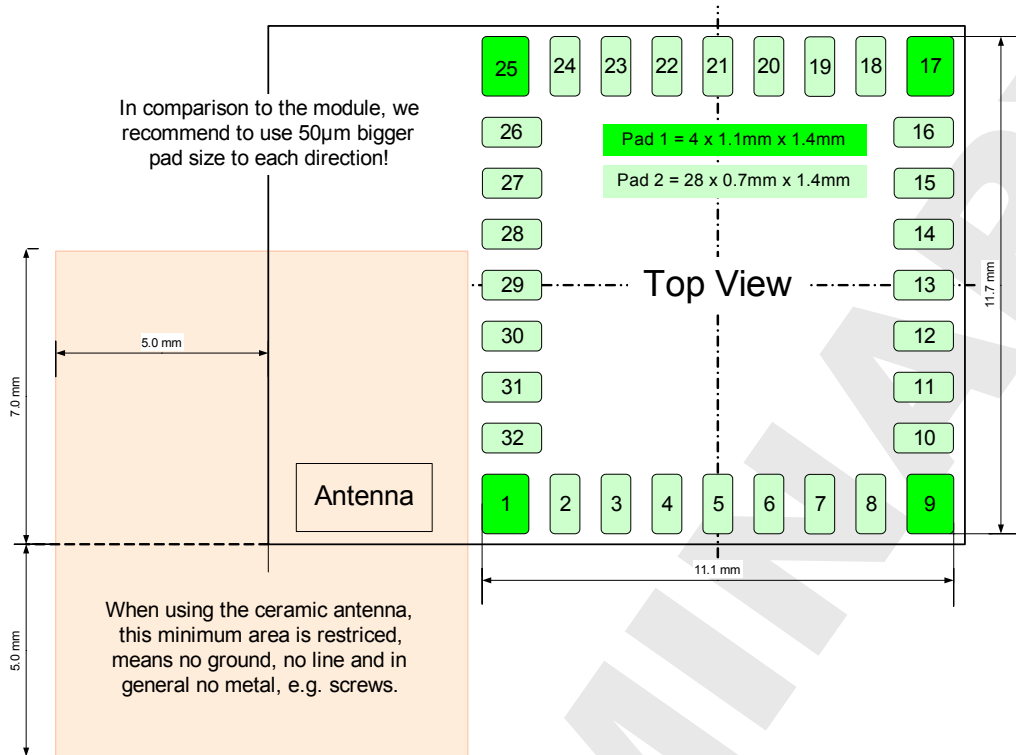 25 24 23 22 21 20 19 18 17
In comparison to the module, we
recommend to use 50µm bigger
pad size to each direction!
26
Pad 1 = 4 x 1.1mm x 1.4mm
16
27
Pad 2 = 28 x 0.7mm x 1.4mm
15
28
14
29
Top View
13
11.7 mm
5.0 mm
7.0 mm
30
12
31
11
32
10
Antenna
1 2 3 4 5 6 7 8 9
11.1 mm
When using the ceramic antenna,
this minimum area is restriced,
means no ground, no line and in
general no metal, e.g. screws.
5.0 mm